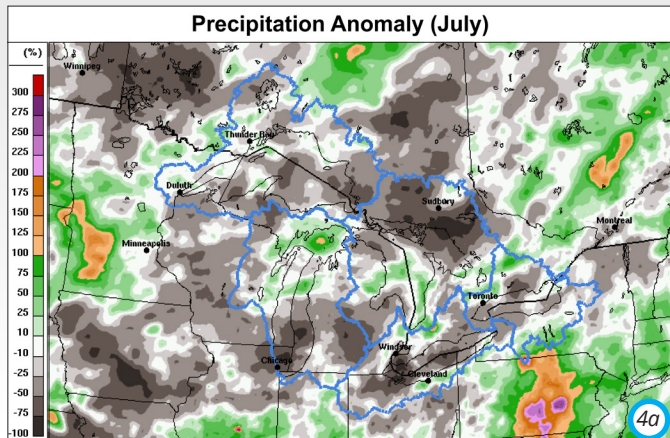 Precipitation Anomaly (July)
(%)
300
275
250
225
200
175
150
125
100
75
50
25
10
-10
-25
-50
-75
-100
Winnipeg
Thunder Bay
Duluth
Sudbury
Montreal
Minneapolis
Toronto
Windsor
Chicago
Cleveland
4a